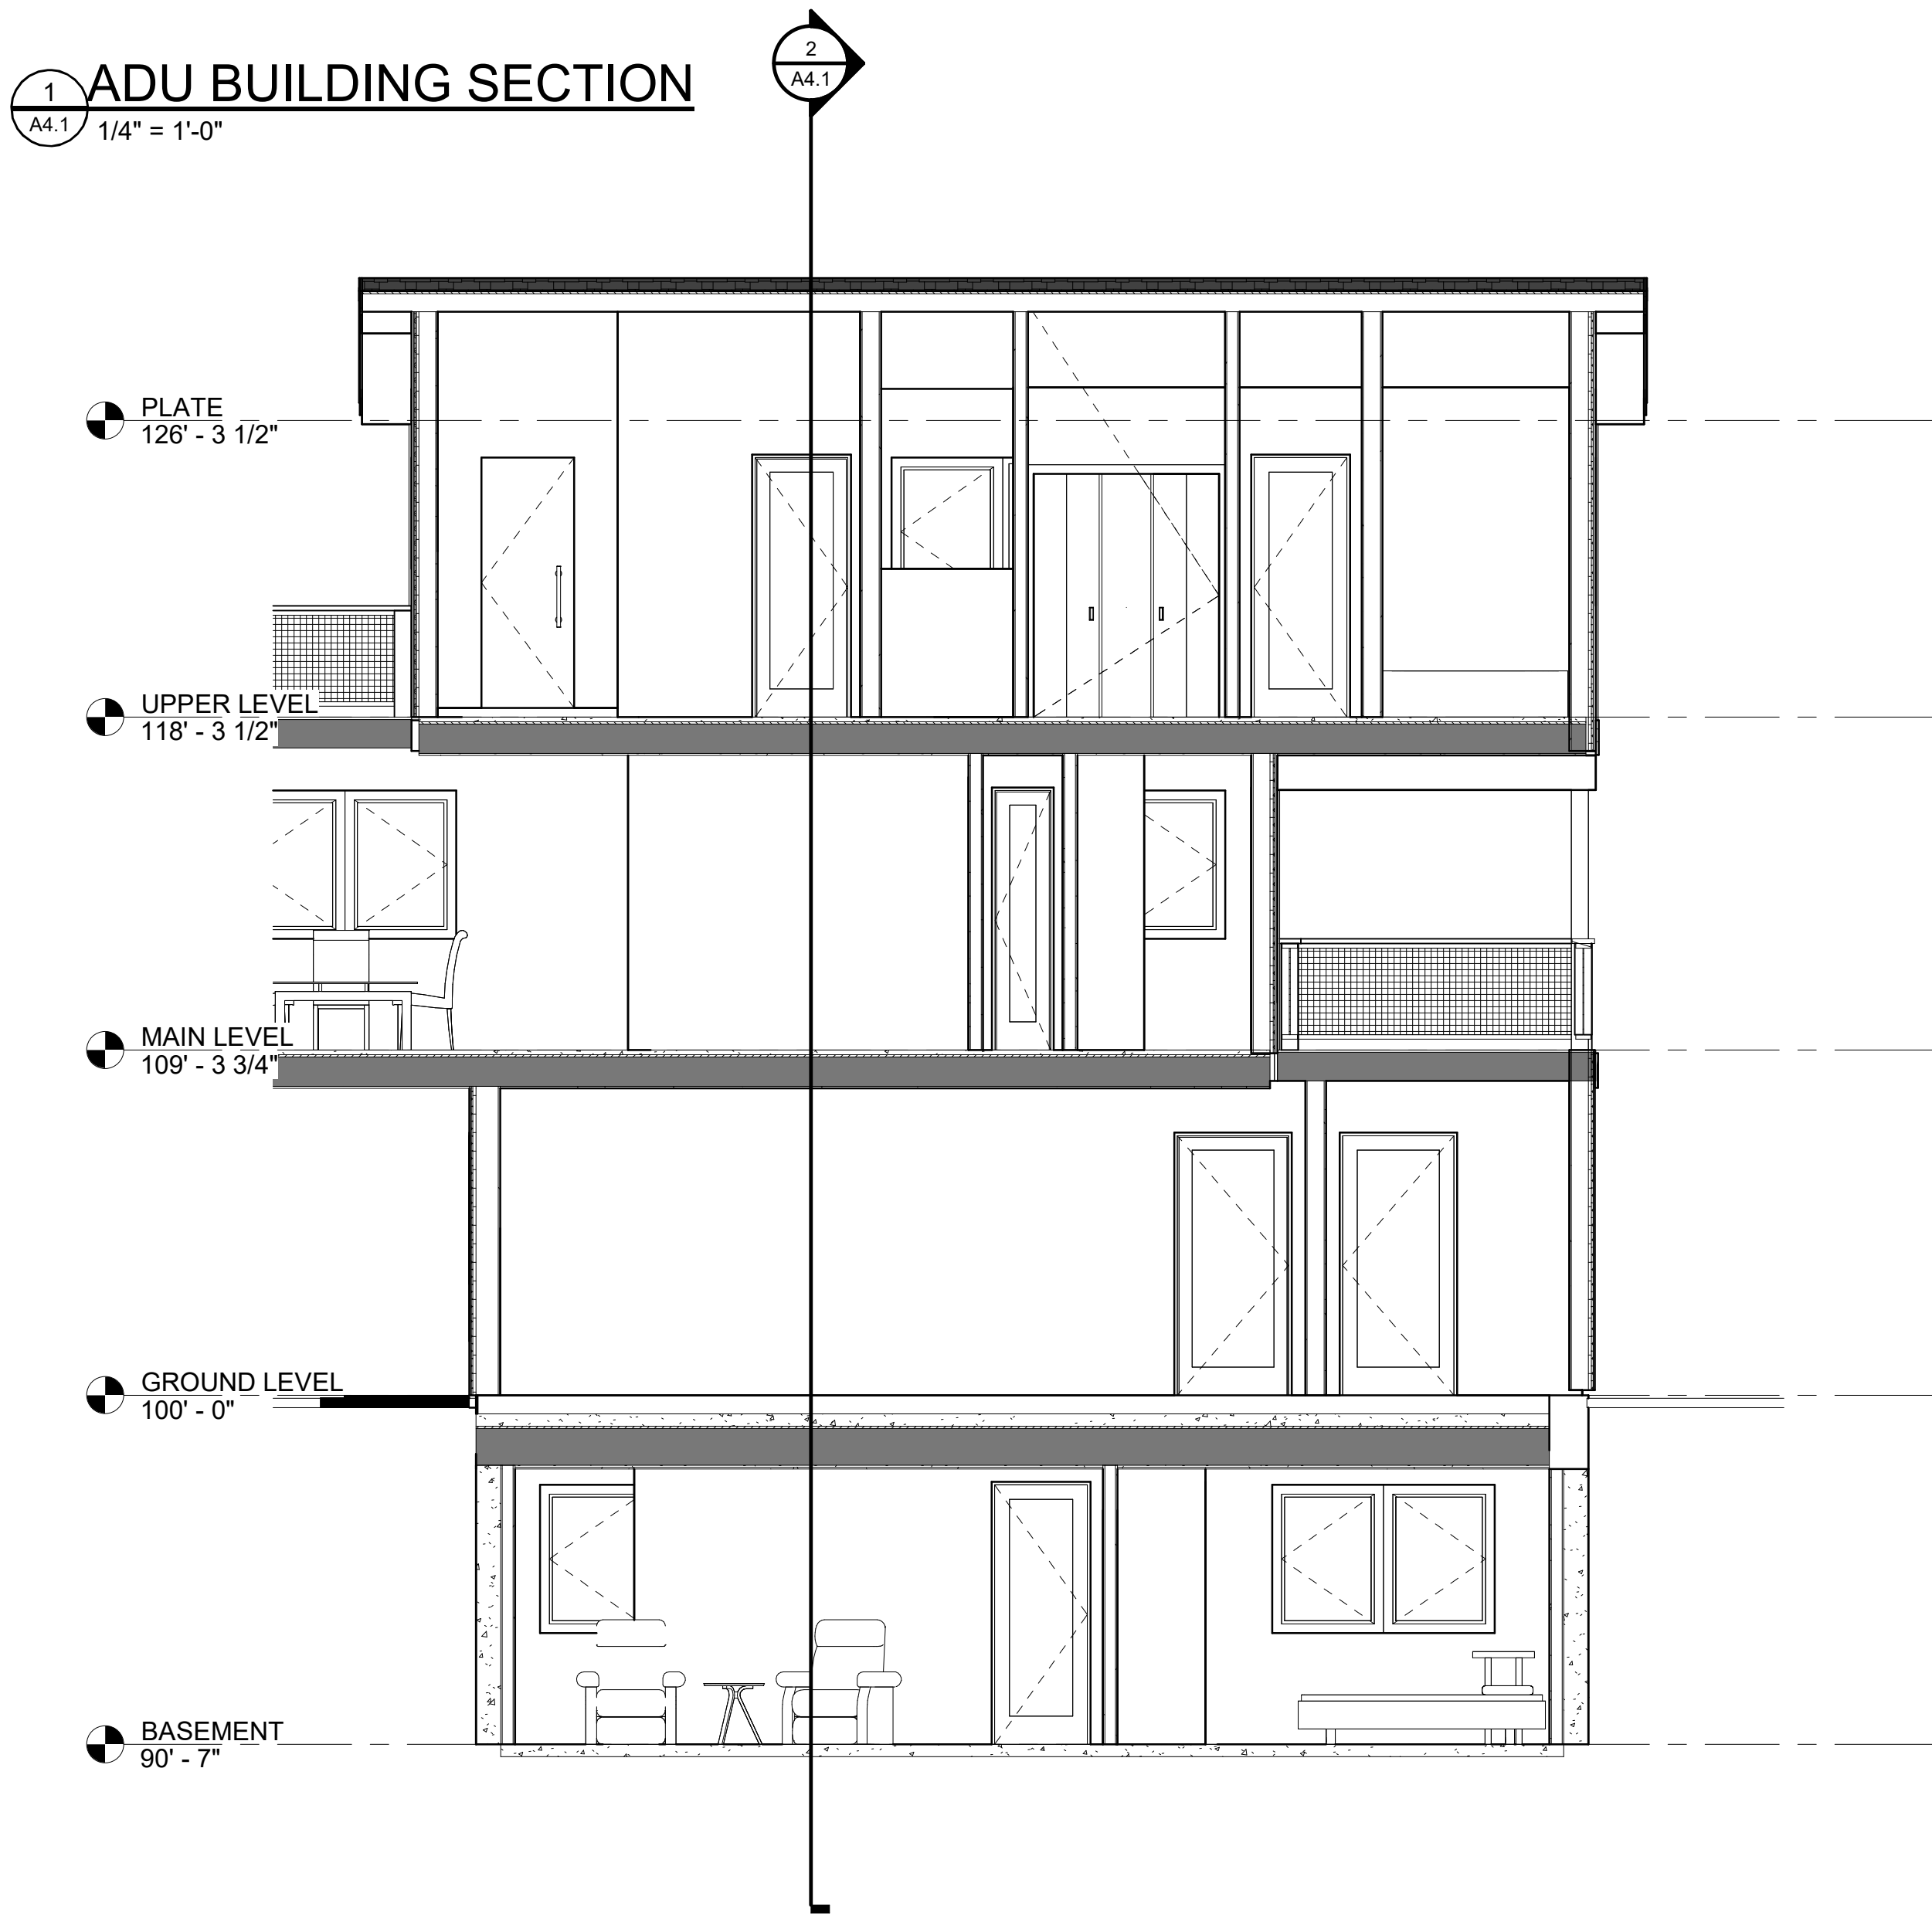 1
A4.1
ADU BUILDING SECTION
1/4" = 1'-0"
2
A4.1
PLATE
126' - 3 1/2"
UPPER LEVEL
118' - 3 1/2"
MAIN LEVEL
109' - 3 3/4"
GROUND LEVEL
100' - 0"
BASEMENT
90' - 7"